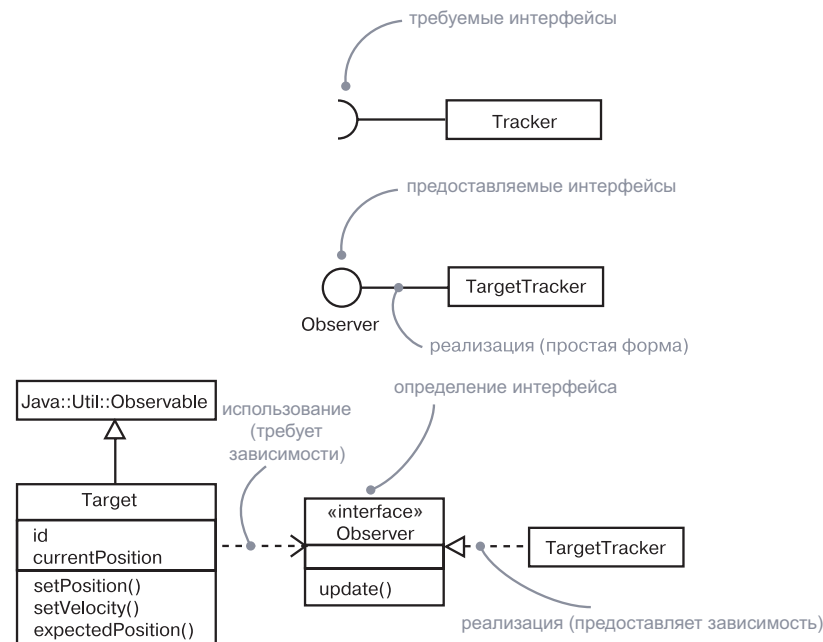 требуемые интерфейсы
Tracker
предоставляемые интерфейсы
TargetTracker
Observer
реализация (простая форма)
определение интерфейса
Java::Util::Observable
использование
(требует
зависимости)
Target
id
currentPosition
setPosition()
setVelocity()
expectedPosition()
«interface»
Observer
update()
TargetTracker
реализация (предоставляет зависимость)